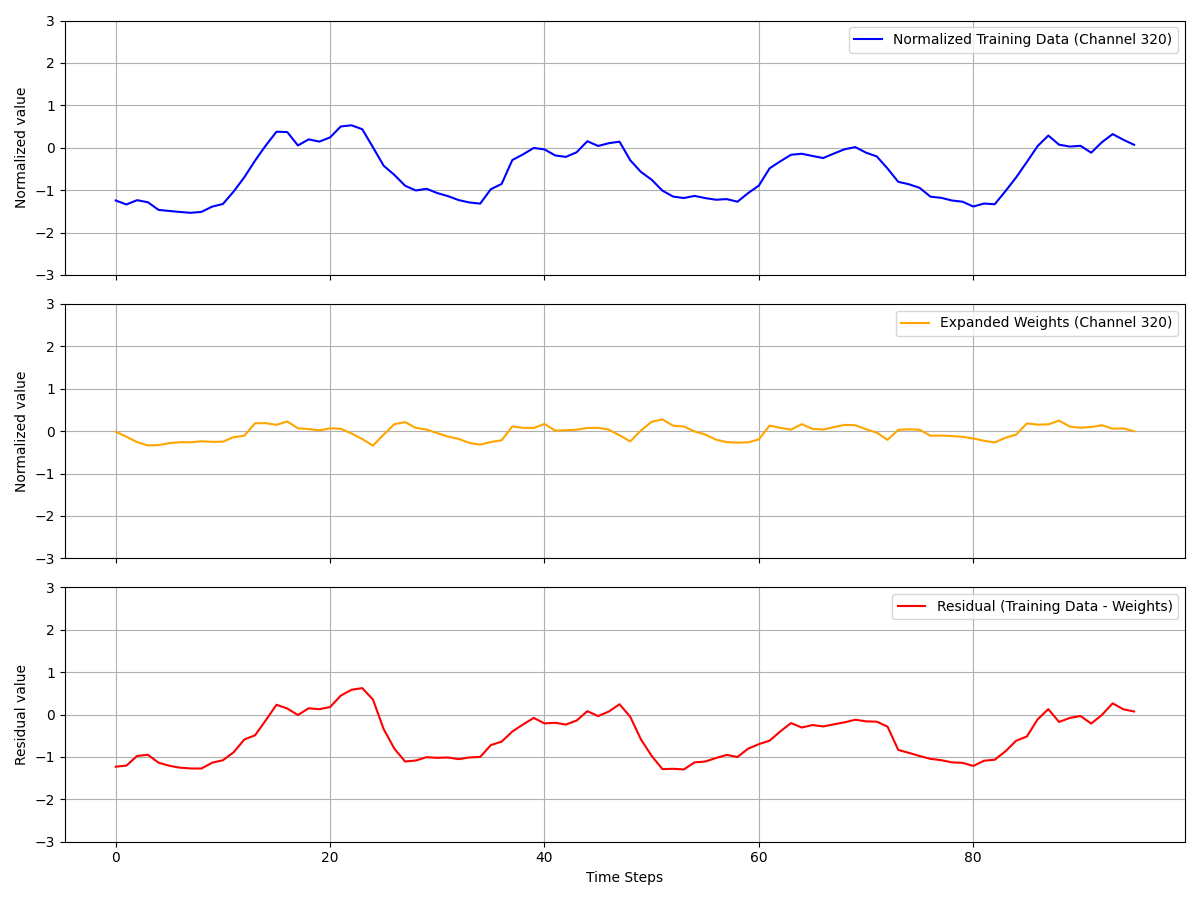 3
2
1
0
−1
−2
−3
Normalized value
Normalized Training Data (Channel 320)
3
2
1
0
−1
−2
−3
Normalized value
Expanded Weights (Channel 320)
3
2
1
0
−1
−2
−3
Residual value
Residual (Training Data - Weights)
0 20 40 60 80
Time Steps